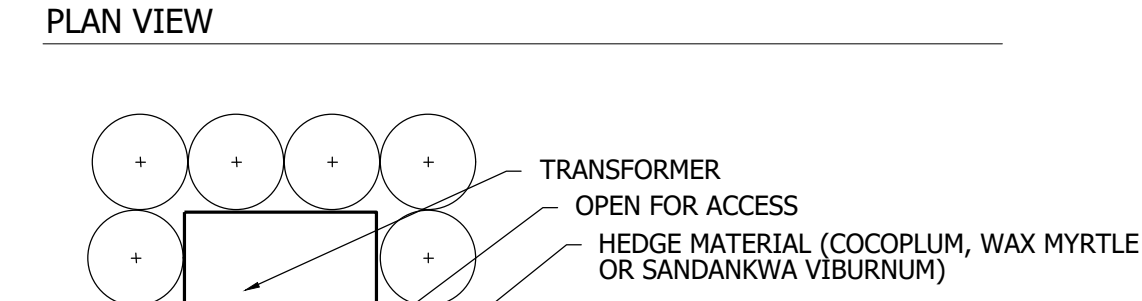 PLAN VIEW
TRANSFORMER
OPEN FOR ACCESS
HEDGE MATERIAL (COCOPLUM, WAX MYRTLE
OR SANDANKWA VIBURNUM)